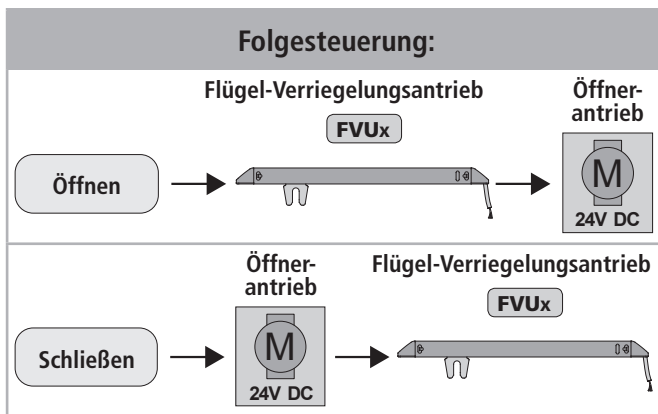 Folgesteuerung:
Flügel-Verriegelungsantrieb
Öffner-
antrieb
FVUx
Öffnen
M
24V DC
Öffner-
antrieb
Flügel-Verriegelungsantrieb
FVUx
Schließen
M
24V DC